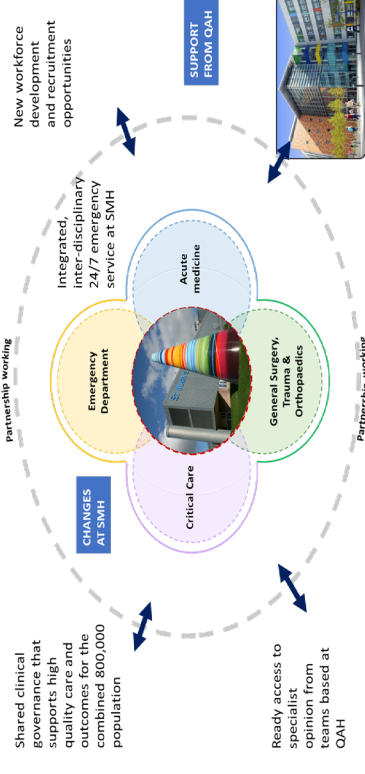 Partnership working
Shared clinical
governance that
supports high
quality care and
outcomes for the
combined 800,000
population
New workforce
development
and recruitment
opportunities
CHANGES
AT SMH
Emergency
Department
Integrated,
inter-disciplinary
24/7 emergency
service at SMH
Critical Care
Acute
medicine
General Surgery,
Trauma &
Orthopaedics
SUPPORT
FROM QAH
Ready access to
specialist
opinion from
teams based at
QAH
Partnership working